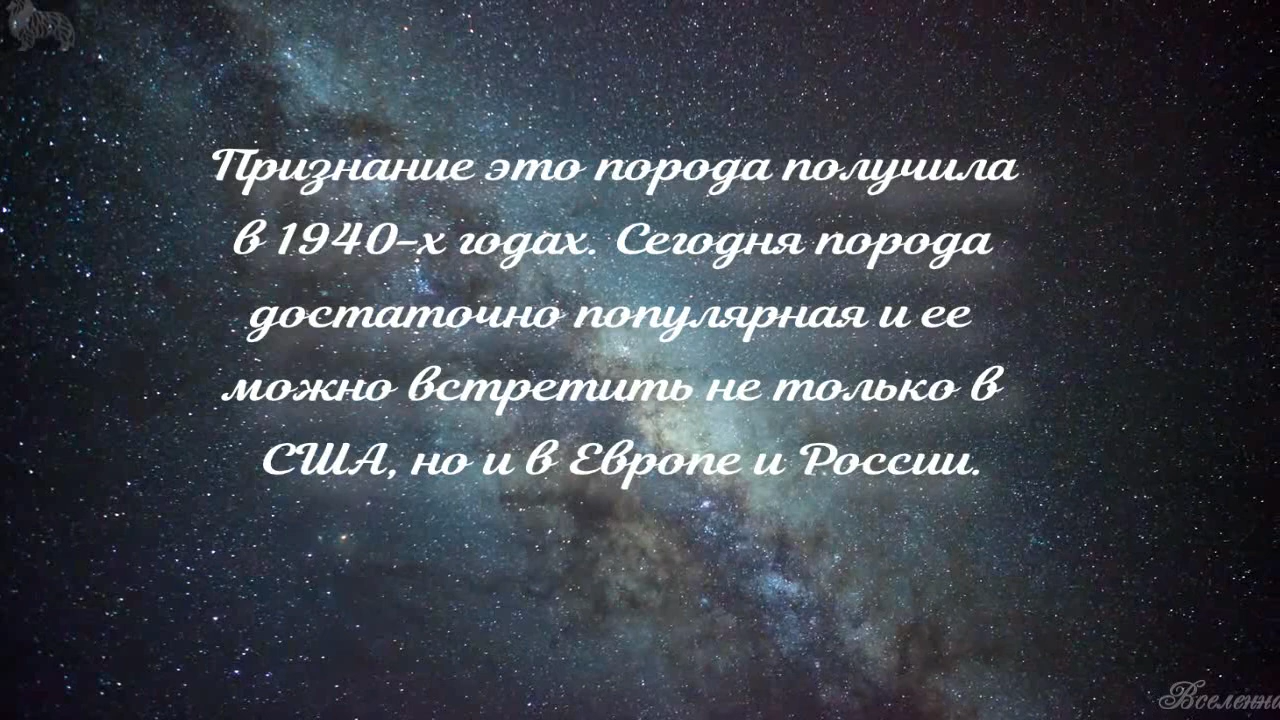 Признание это порода получила
в 1940-х годах. Сегодня порода
достаточно популярная и ее
можно встретить не только в
США, но и в Европе и России.